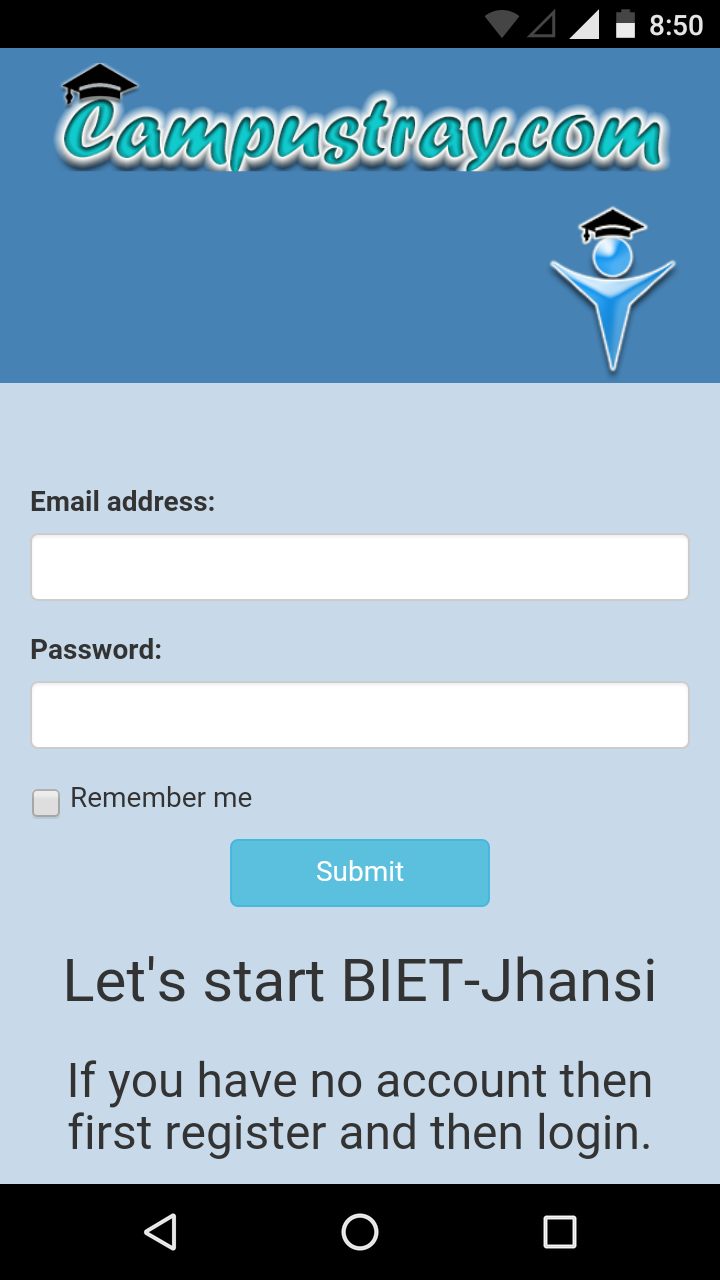 8:50
Campustray.com
Email address:
Password:
Remember me
Submit
Let's start BIET-Jhansi
If you have no account then
first register and then login.